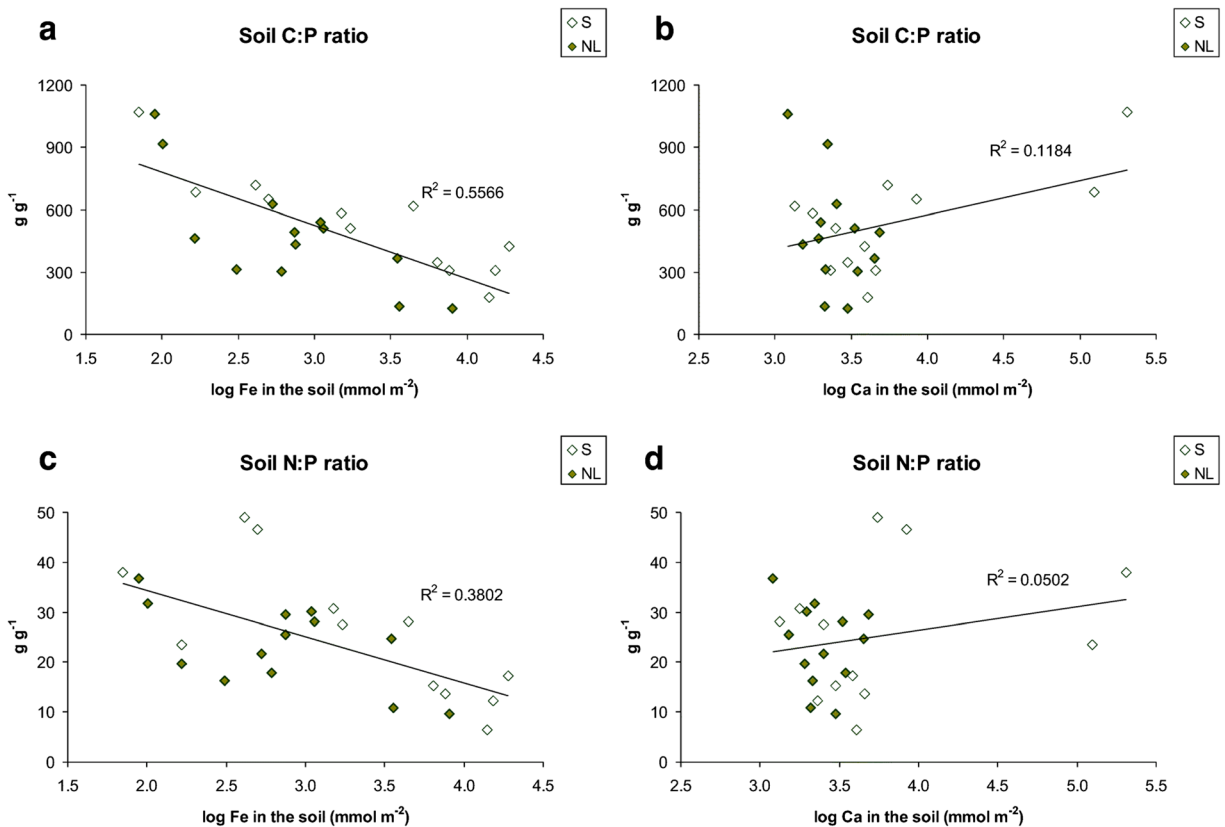 a
Soil C:P ratio
S
NL
1200
900
600
300
0
g g⁻¹
R² = 0.5566
1.5 2.0 2.5 3.0 3.5 4.0 4.5
log Fe in the soil (mmol m⁻²)
b
Soil C:P ratio
S
NL
1200
900
600
300
0
g g⁻¹
R² = 0.1184
2.5 3.0 3.5 4.0 4.5 5.0 5.5
log Ca in the soil (mmol m⁻²)
c
Soil N:P ratio
S
NL
50
40
30
20
10
0
g g⁻¹
R² = 0.3802
1.5 2.0 2.5 3.0 3.5 4.0 4.5
log Fe in the soil (mmol m⁻²)
d
Soil N:P ratio
S
NL
50
40
30
20
10
0
g g⁻¹
R² = 0.0502
2.5 3.0 3.5 4.0 4.5 5.0 5.5
log Ca in the soil (mmol m⁻²)